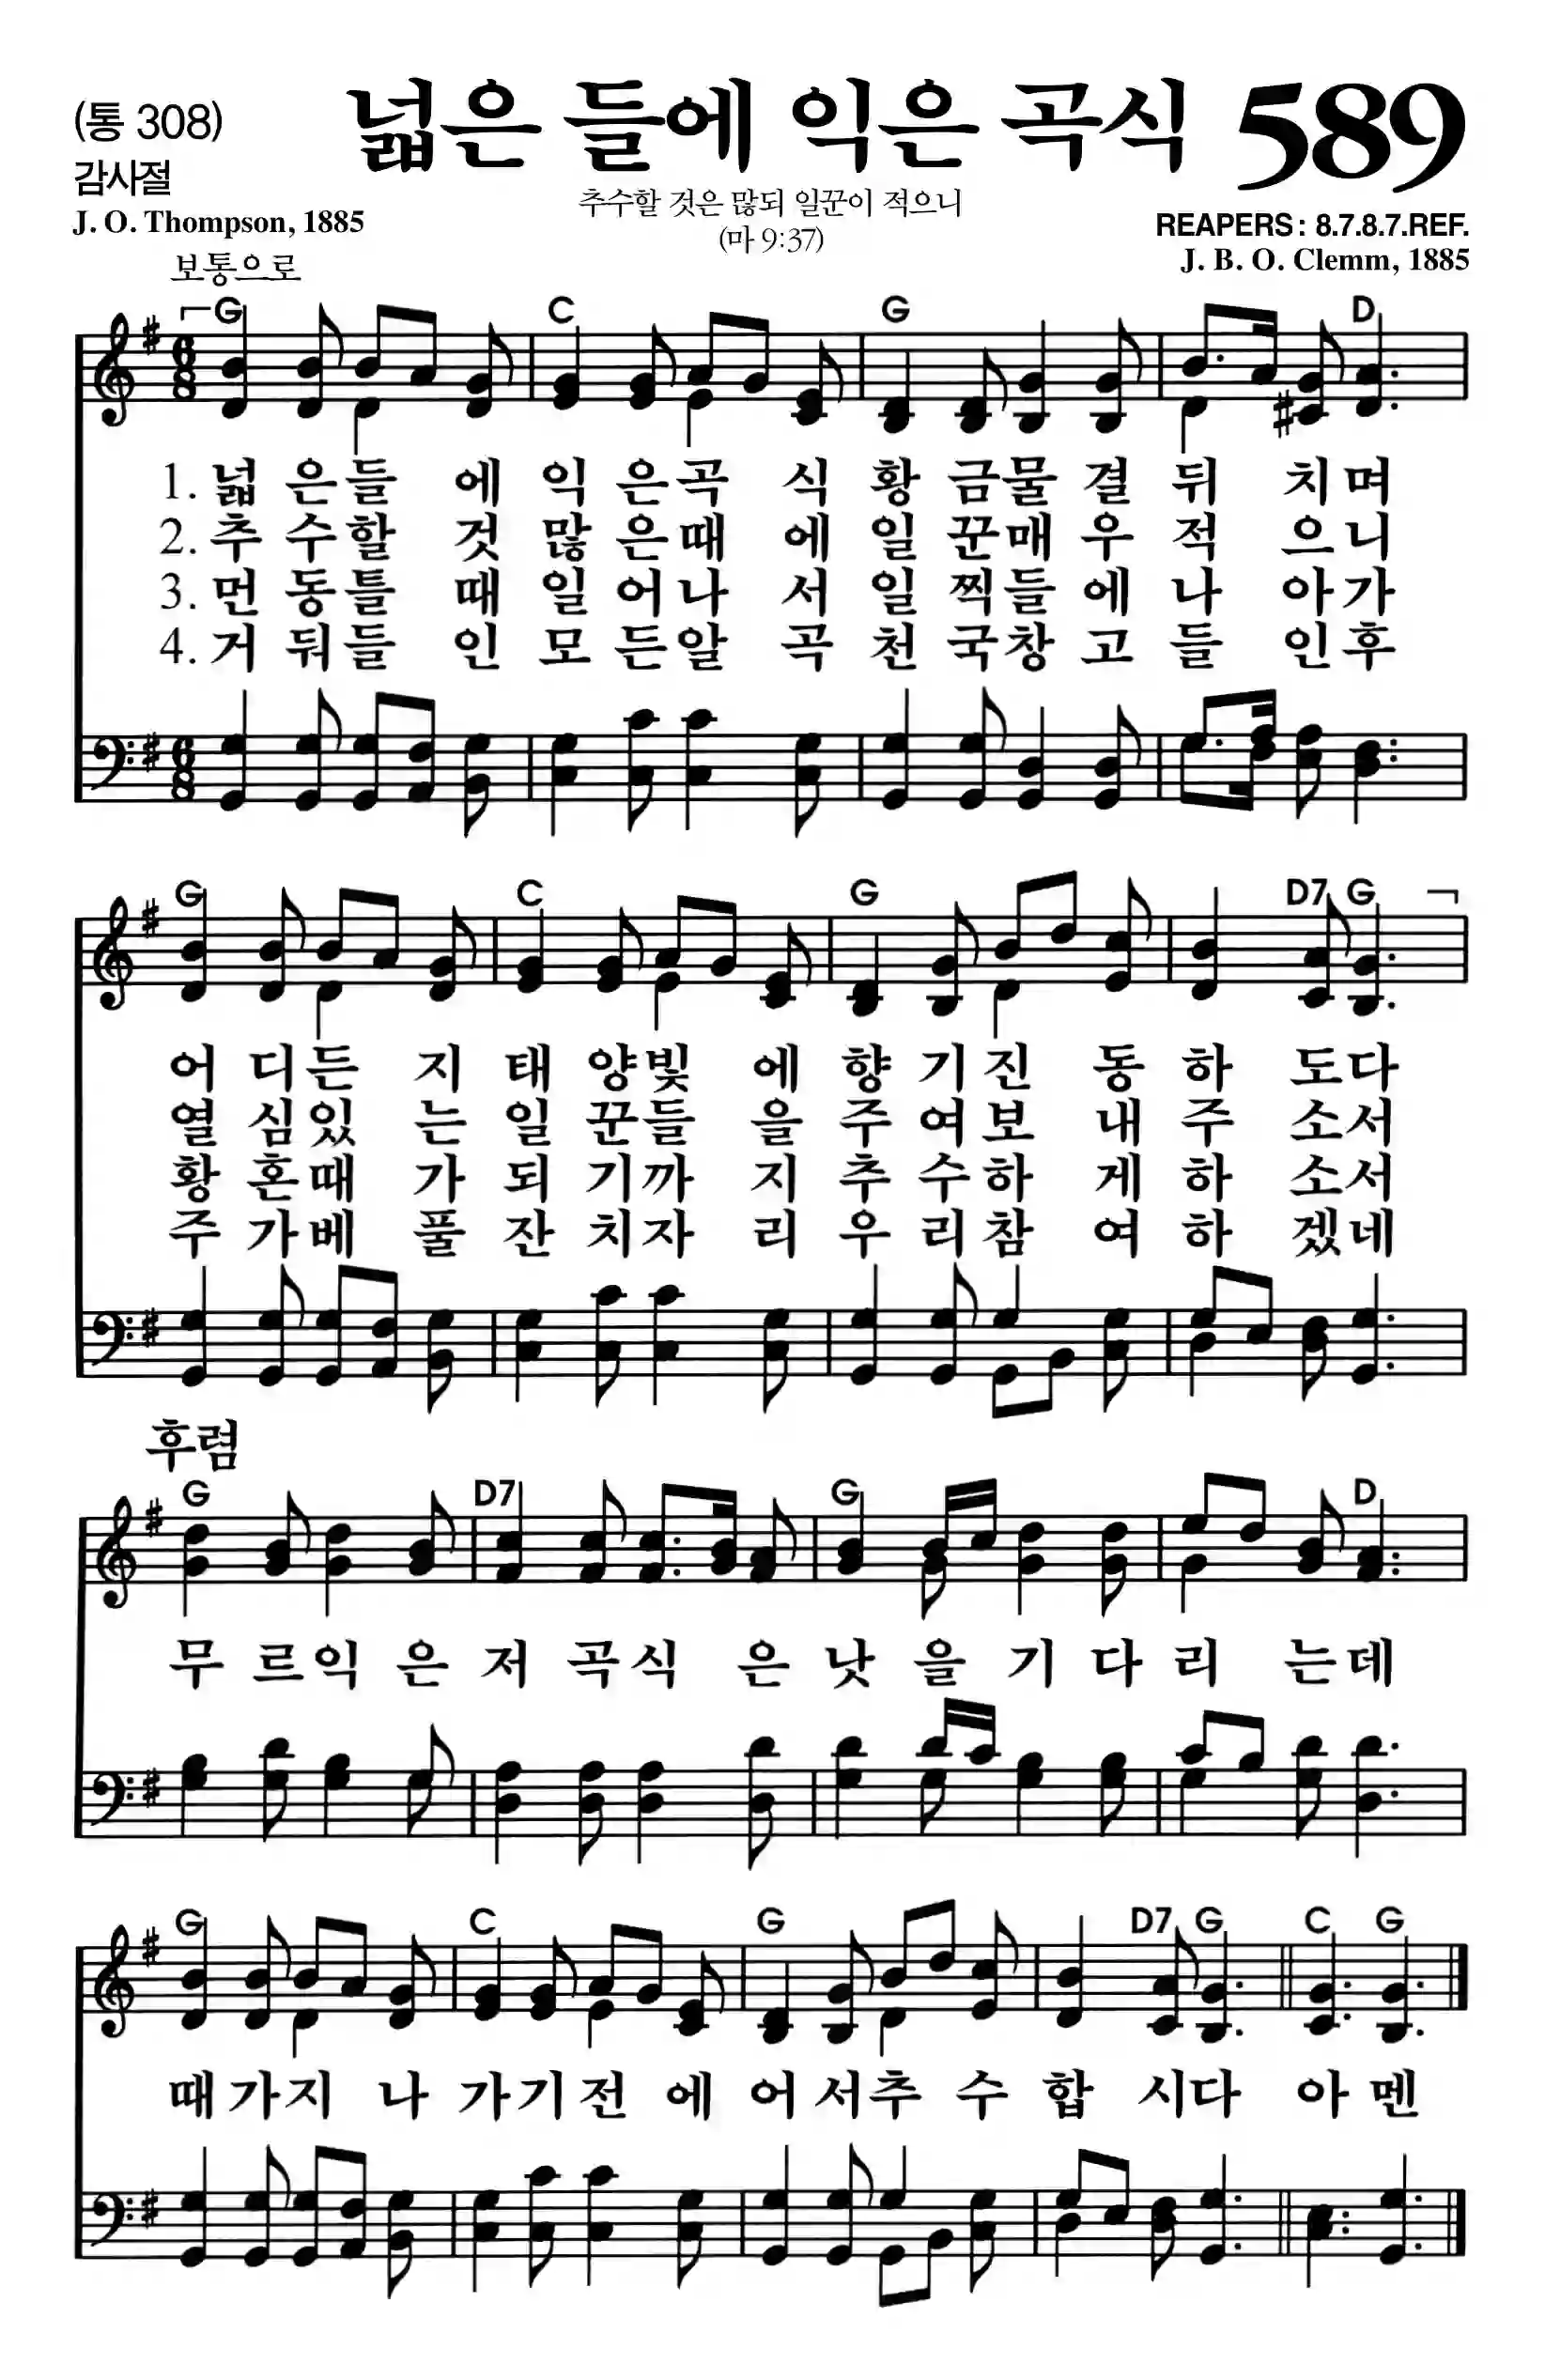 (통 308) 넓은 들에 익은 곡식 589
감사절
추수할 것은 많되 일꾼이 적으니
J. O. Thompson, 1885
(마 9:37)
REAPERS : 8.7.8.7.REF.
보통으로
J. B. O. Clemm, 1885
G C G D
1. 넓 은들 에 익 은곡 식 황 금물 결 뒤 치며
2. 추 수할 것 많 은때 에 일 꾼매 우 적 으니
3. 먼 동틀 때 일 어나 서 일 찍들 에 나 아가
4. 거 둬들 인 모 든알 곡 천 국창 고 들 인후
G C G D7 G
어 디든 지 태 양빛 에 향 기진 동 하 도다
열 심있 는 일 꾼들 을 주 여보 내 주 소서
황 혼때 가 되 기까 지 추 수하 게 하 소서
주 가베 풀 잔 치자 리 우 리참 여 하 겠네
후렴
G D7 G D
무 르익 은 저 곡식 은 낫 을 기 다 리 는데
G C G D7 G C G
때 가지 나 가기전 에 어 서추 수 합 시다 아 멘